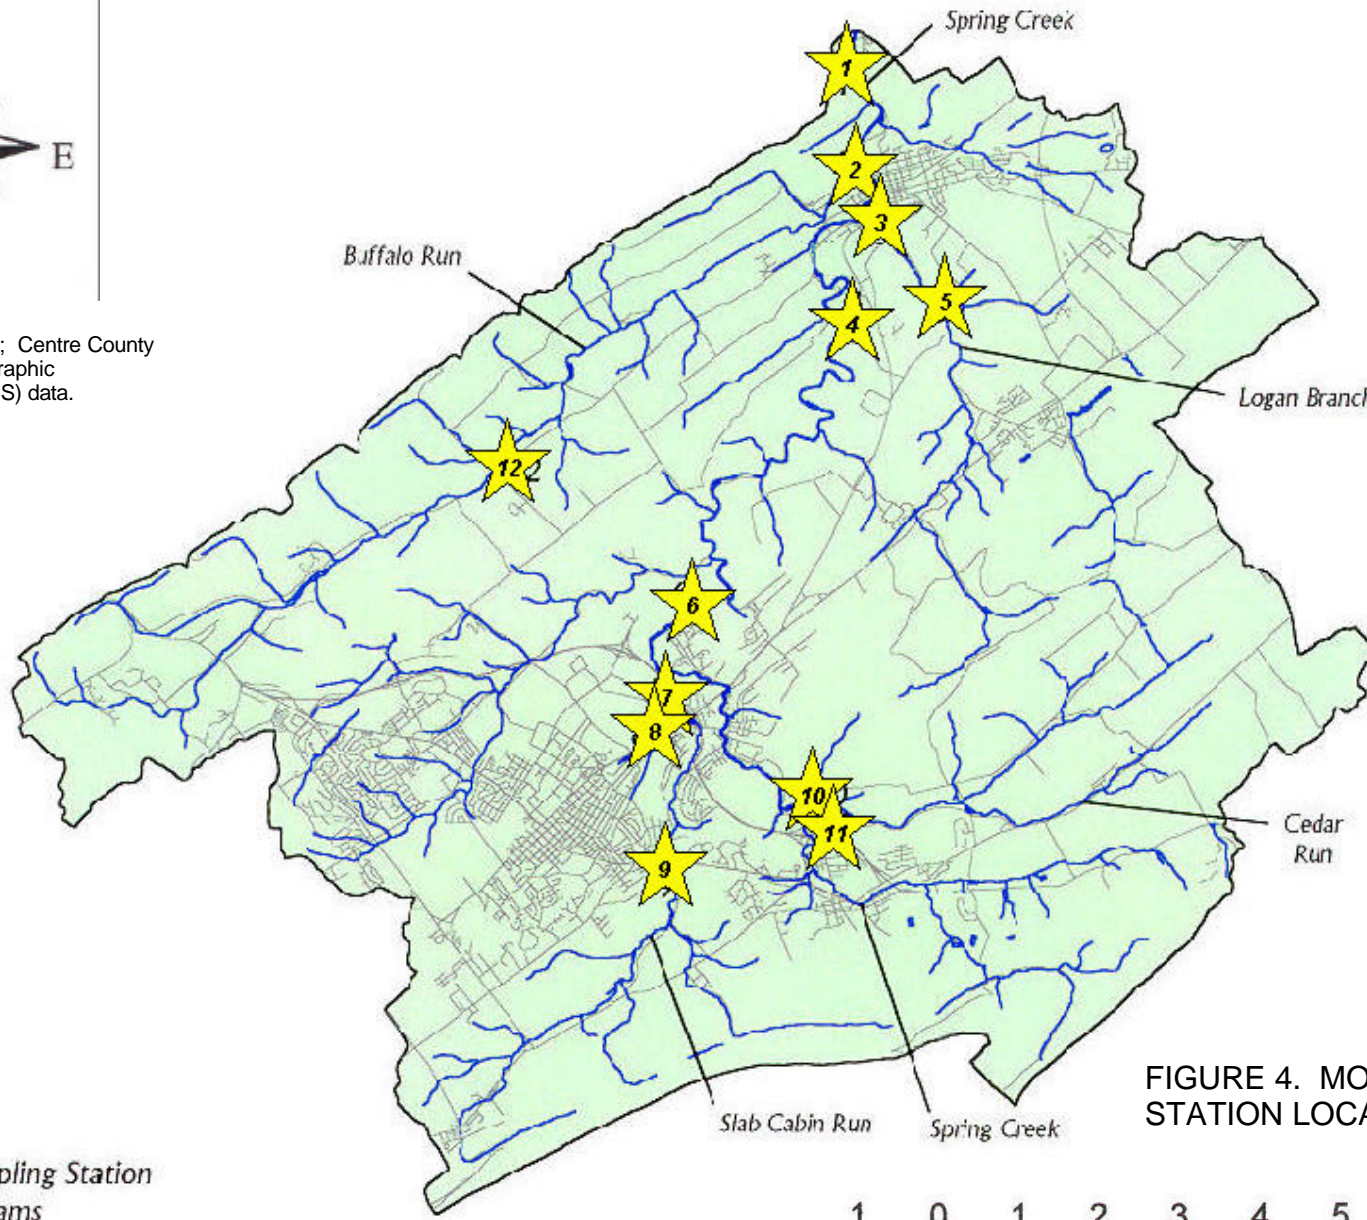 Spring Creek
1
E
2
3
Buffalo Run
5
4
; Centre County
raphic
S) data.
Logan Branch
12
6
7
8
10
11
Cedar
Run
9
FIGURE 4. MO
STATION LOCA
Slab Cabin Run
Spring Creek
pling Station
ams
1 0 1 2 3 4 5